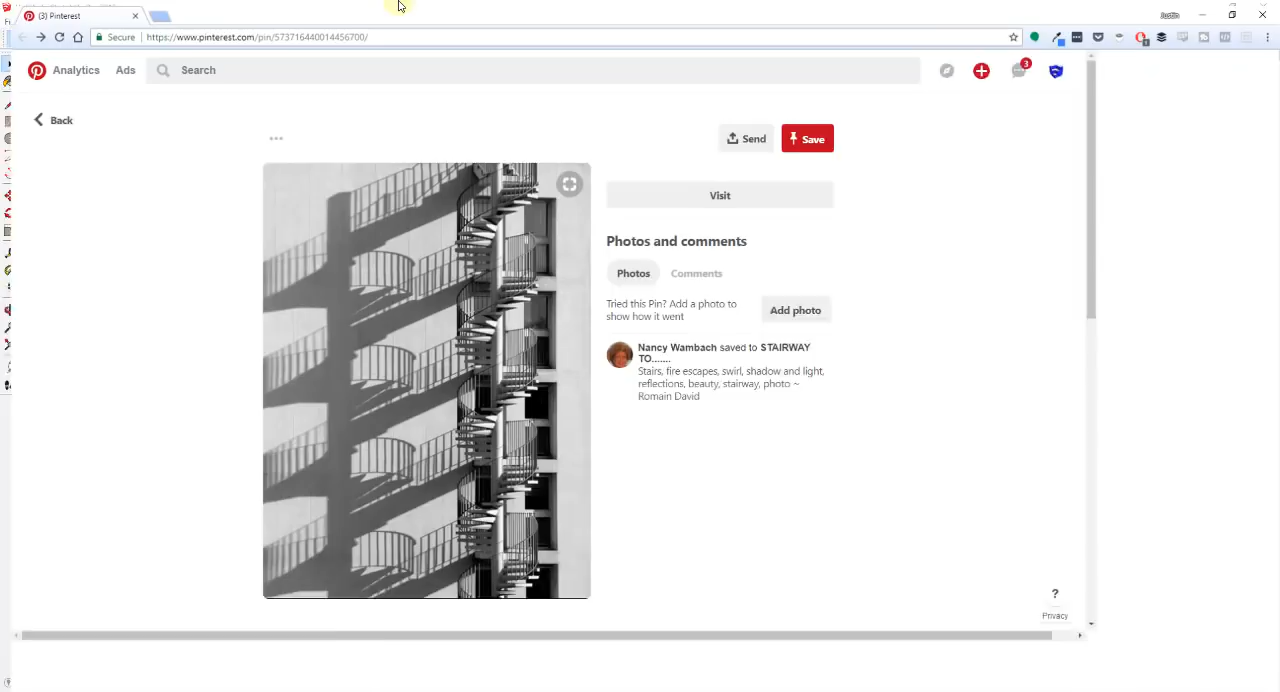 (3) Pinterest
Justin
Secure
https://www.pinterest.com/pin/573716440014456700/
Analytics
Ads
Search
3
Back
Send
Save
Visit
Photos and comments
Photos
Comments
Tried this Pin? Add a photo to
show how it went
Add photo
Nancy Wambach saved to STAIRWAY
TO.......
Stairs, fire escapes, swirl, shadow and light,
reflections, beauty, stairway, photo ~
Romain David
?
Privacy